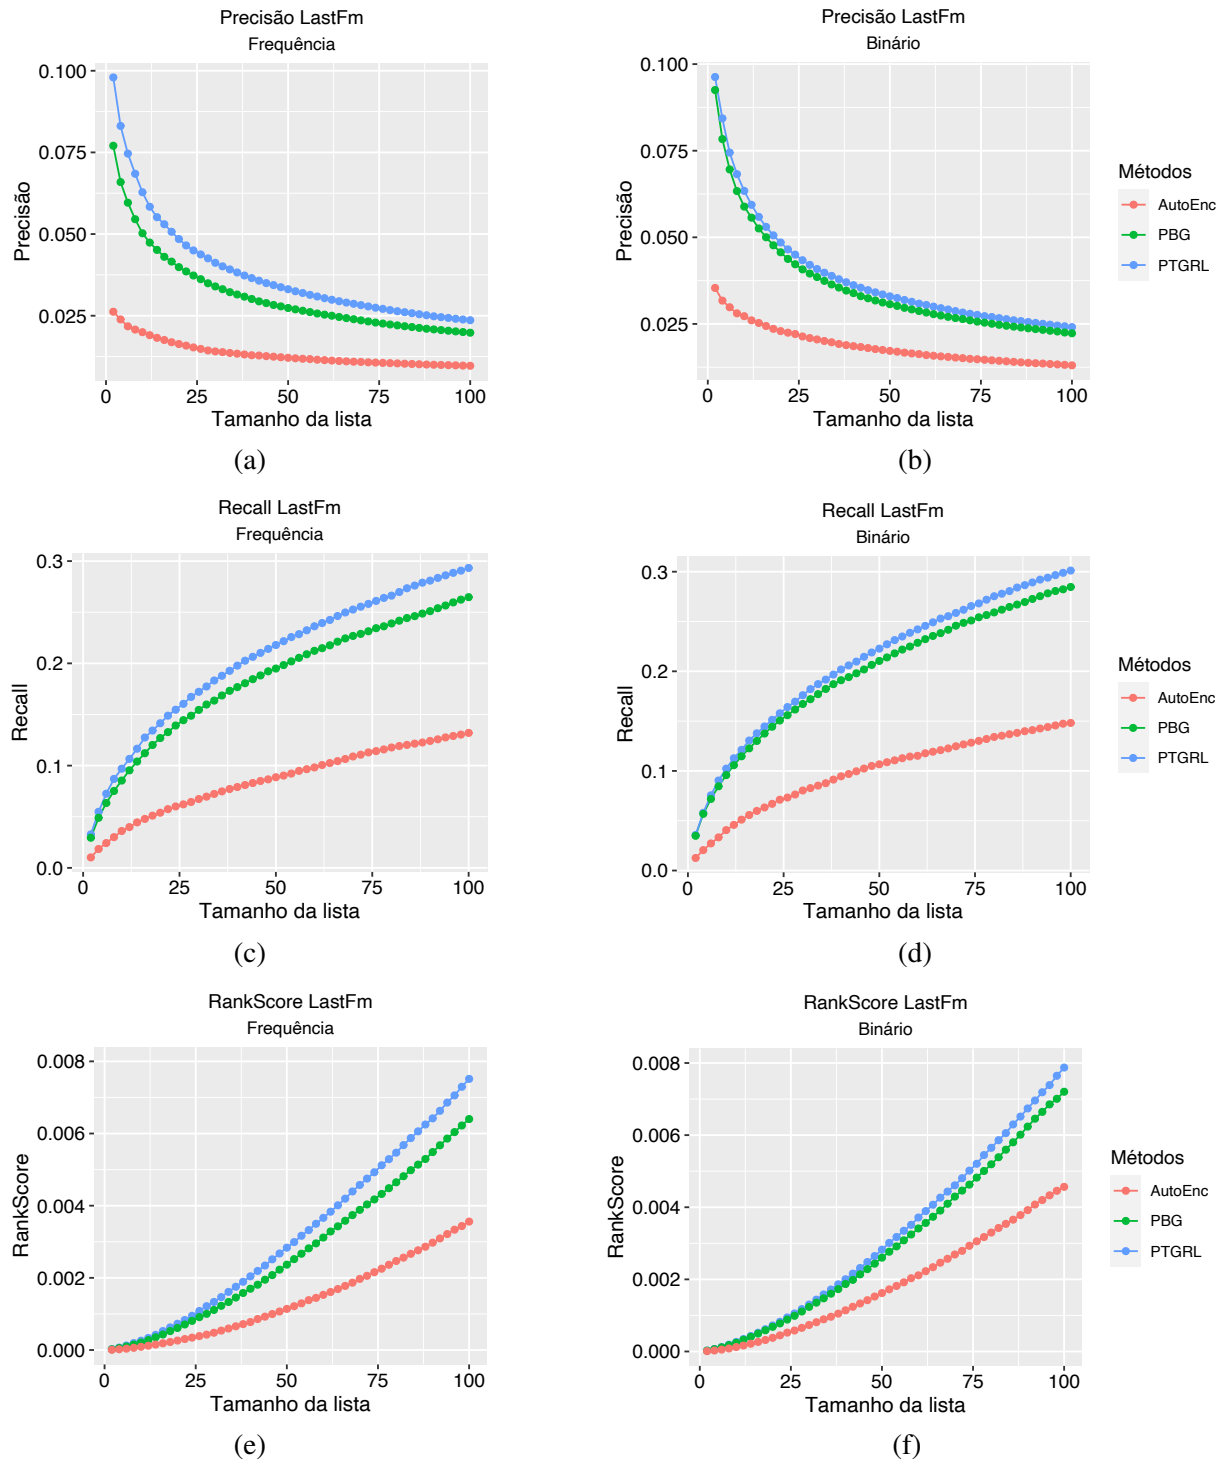 Precisão LastFm
Frequência
0.100
0.075
0.050
0.025
Precisão
0 25 50 75 100
Tamanho da lista
(a)
Precisão LastFm
Binário
0.100
0.075
0.050
0.025
Precisão
0 25 50 75 100
Tamanho da lista
(b)
Métodos
AutoEnc
PBG
PTGRL
Recall LastFm
Frequência
0.3
0.2
0.1
0.0
Recall
0 25 50 75 100
Tamanho da lista
(c)
Recall LastFm
Binário
0.3
0.2
0.1
0.0
Recall
0 25 50 75 100
Tamanho da lista
(d)
Métodos
AutoEnc
PBG
PTGRL
RankScore LastFm
Frequência
0.008
0.006
0.004
0.002
0.000
RankScore
0 25 50 75 100
Tamanho da lista
(e)
RankScore LastFm
Binário
0.008
0.006
0.004
0.002
0.000
RankScore
0 25 50 75 100
Tamanho da lista
(f)
Métodos
AutoEnc
PBG
PTGRL